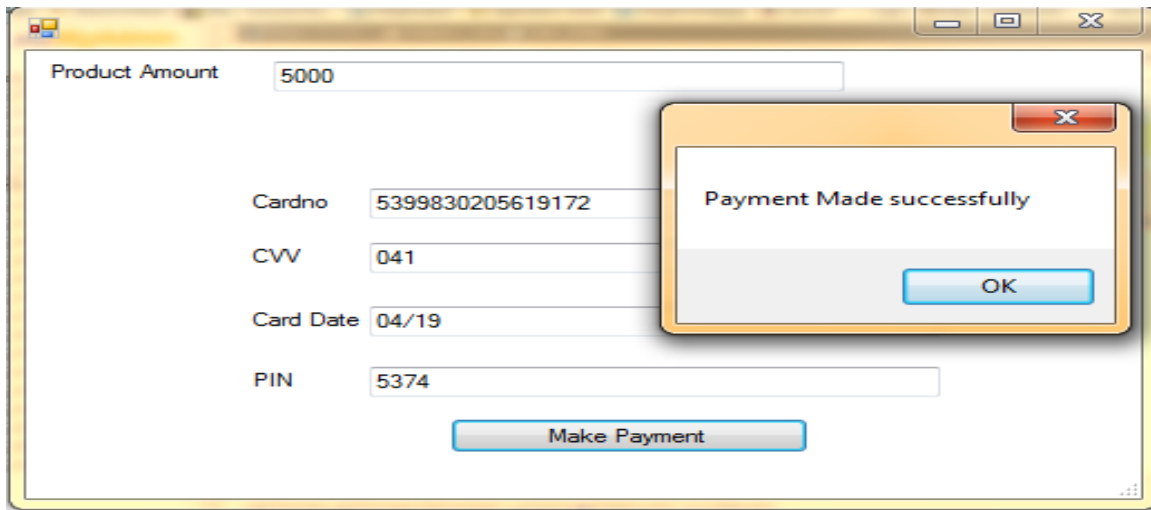 Product Amount 5000
Cardno 5399830205619172
CVV 041
Card Date 04/19
PIN 5374
Make Payment
Payment Made successfully
OK